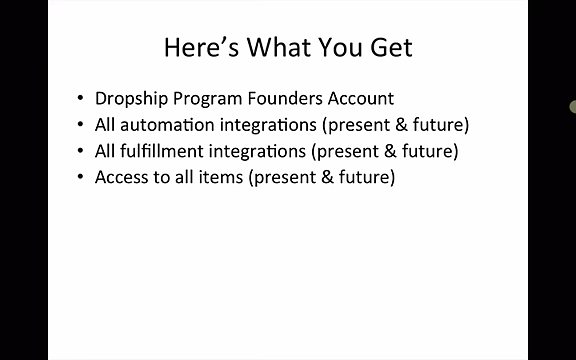 Here’s What You Get
• Dropship Program Founders Account
• All automation integrations (present & future)
• All fulfillment integrations (present & future)
• Access to all items (present & future)